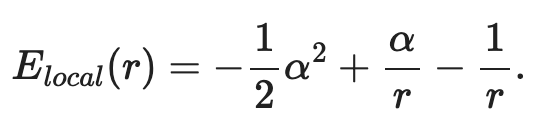 $E_{local}(r) = -\frac{1}{2}\alpha^2 + \frac{\alpha}{r} - \frac{1}{r}.$